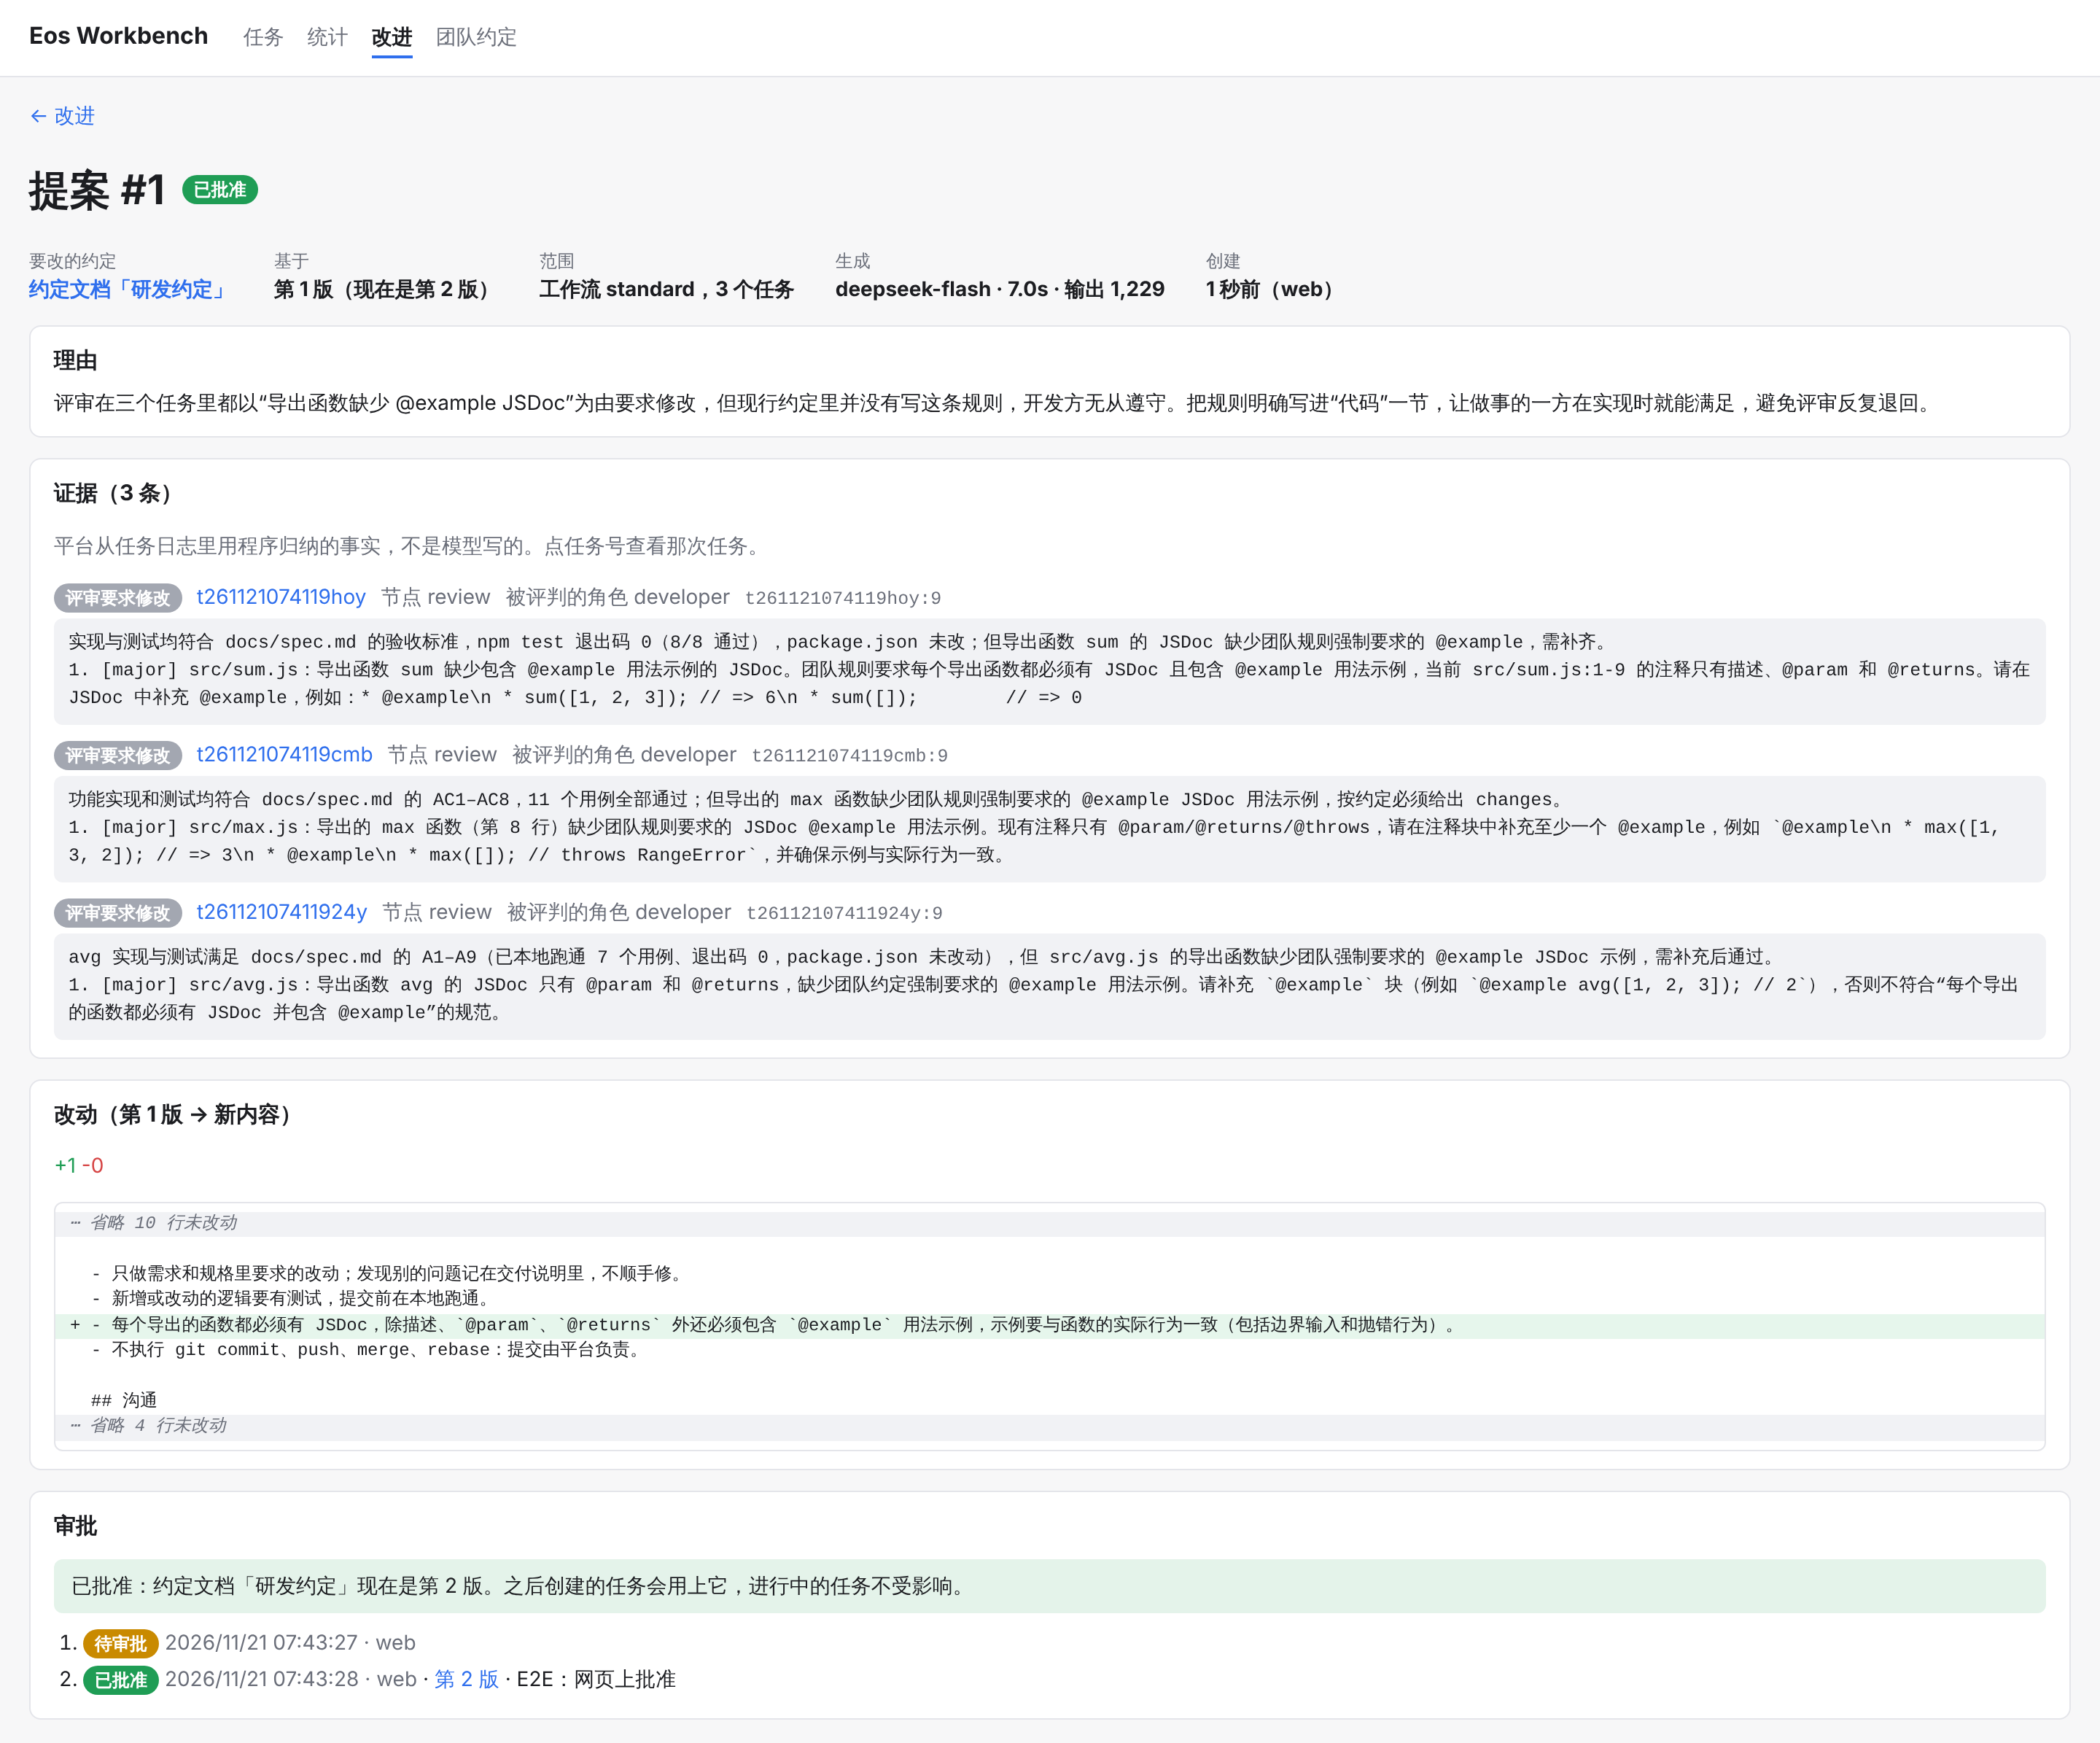 Eos Workbench 任务 统计 改进 团队约定
← 改进
提案 #1 已批准
要改的约定 基于 范围 生成 创建
约定文档「研发约定」 第 1 版（现在是第 2 版） 工作流 standard，3 个任务 deepseek-flash · 7.0s · 输出 1,229 1 秒前（web）
理由
评审在三个任务里都以“导出函数缺少 @example JSDoc”为由要求修改，但现行约定里并没有写这条规则，开发方无从遵守。把规则明确写进“代码”一节，让做事的一方在实现时就能满足，避免评审反复退回。
证据（3 条）
平台从任务日志里用程序归纳的事实，不是模型写的。点任务号查看那次任务。
评审要求修改 t261121074119hoy 节点 review 被评判的角色 developer t261121074119hoy:9
实现与测试均符合 docs/spec.md 的验收标准，npm test 退出码 0（8/8 通过），package.json 未改；但导出函数 sum 的 JSDoc 缺少团队规则强制要求的 @example，需补齐。
1. [major] src/sum.js：导出函数 sum 缺少包含 @example 用法示例的 JSDoc。团队规则要求每个导出函数都必须有 JSDoc 且包含 @example 用法示例，当前 src/sum.js:1-9 的注释只有描述、@param 和 @returns。请在
JSDoc 中补充 @example，例如：* @example\n * sum([1, 2, 3]); // => 6\n * sum([]);        // => 0
评审要求修改 t261121074119cmb 节点 review 被评判的角色 developer t261121074119cmb:9
功能实现和测试均符合 docs/spec.md 的 AC1–AC8，11 个用例全部通过；但导出的 max 函数缺少团队规则强制要求的 @example JSDoc 用法示例，按约定必须给出 changes。
1. [major] src/max.js：导出的 max 函数（第 8 行）缺少团队规则要求的 JSDoc @example 用法示例。现有注释只有 @param/@returns/@throws，请在注释块中补充至少一个 @example，例如 `@example\n * max([1,
3, 2]); // => 3\n * @example\n * max([]); // throws RangeError`，并确保示例与实际行为一致。
评审要求修改 t26112107411924y 节点 review 被评判的角色 developer t26112107411924y:9
avg 实现与测试满足 docs/spec.md 的 A1–A9（已本地跑通 7 个用例、退出码 0，package.json 未改动），但 src/avg.js 的导出函数缺少团队强制要求的 @example JSDoc 示例，需补充后通过。
1. [major] src/avg.js：导出函数 avg 的 JSDoc 只有 @param 和 @returns，缺少团队约定强制要求的 @example 用法示例。请补充 `@example` 块（例如 `@example avg([1, 2, 3]); // 2`），否则不符合“每个导出
的函数都必须有 JSDoc 并包含 @example”的规范。
改动（第 1 版 → 新内容）
+1 -0
⋯ 省略 10 行未改动
- 只做需求和规格里要求的改动；发现别的问题记在交付说明里，不顺手修。
- 新增或改动的逻辑要有测试，提交前在本地跑通。
+ - 每个导出的函数都必须有 JSDoc，除描述、`@param`、`@returns` 外还必须包含 `@example` 用法示例，示例要与函数的实际行为一致（包括边界输入和抛错行为）。
- 不执行 git commit、push、merge、rebase：提交由平台负责。
## 沟通
⋯ 省略 4 行未改动
审批
已批准：约定文档「研发约定」现在是第 2 版。之后创建的任务会用上它，进行中的任务不受影响。
1. 待审批 2026/11/21 07:43:27 · web
2. 已批准 2026/11/21 07:43:28 · web · 第 2 版 · E2E：网页上批准